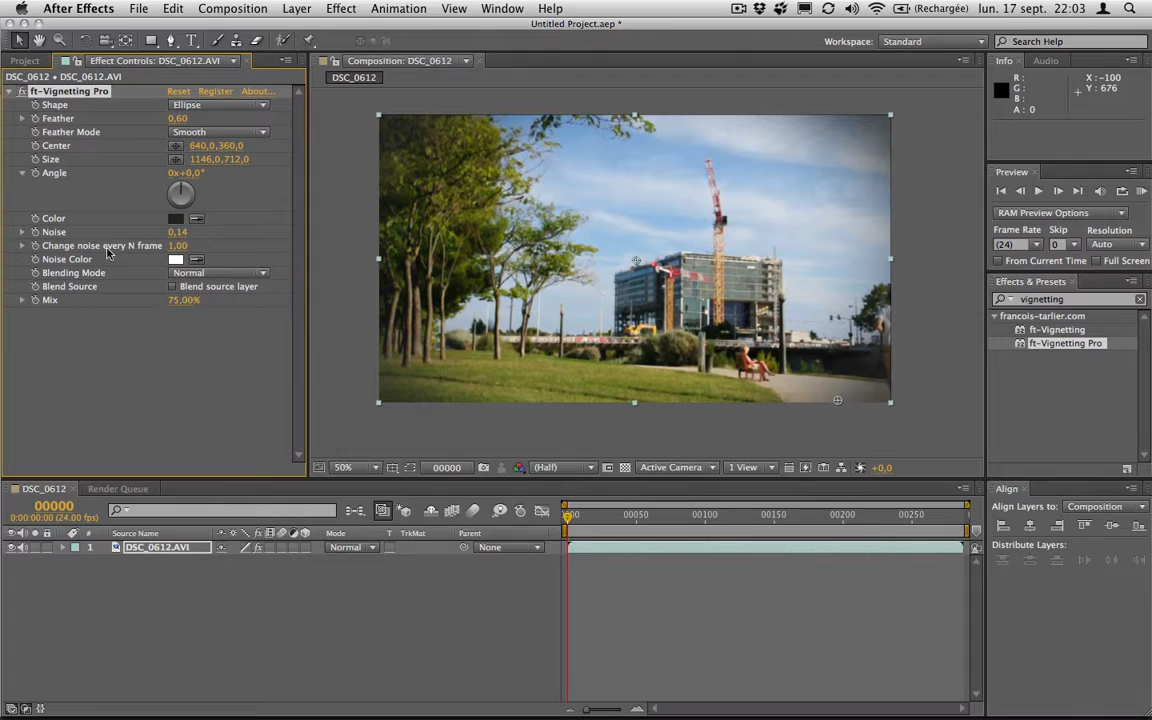 After Effects File Edit Composition Layer Effect Animation View Window Help (Rechargée) lun. 17 sept. 22:03
Untitled Project.aep *
Workspace: Standard Search Help
Project Effect Controls: DSC_0612.AVI
DSC_0612 • DSC_0612.AVI
ft-Vignetting Pro Reset Register About...
Shape Ellipse
Feather 0,60
Feather Mode Smooth
Center 640,0,360,0
Size 1146,0,712,0
Angle 0x+0,0°
Color
Noise 0,14
Change noise every N frame 1,00
Noise Color
Blending Mode Normal
Blend Source Blend source layer
Mix 75,00%
Composition: DSC_0612
DSC_0612
50% 00000 (Half) Active Camera 1 View +0,0
Info Audio
R: X: -100
G: Y: 676
B:
A: 0
Preview
RAM Preview Options
Frame Rate Skip Resolution
(24) 0 Auto
From Current Time Full Screen
Effects & Presets
vignetting
francois-tarlier.com
ft-Vignetting
ft-Vignetting Pro
DSC_0612 Render Queue
00000
0:00:00:00 (24.00 fps)
00050 00100 00150 00200 00250
# Source Name Mode T TrkMat Parent
1 DSC_0612.AVI Normal None
Align
Align Layers to: Composition
Distribute Layers: